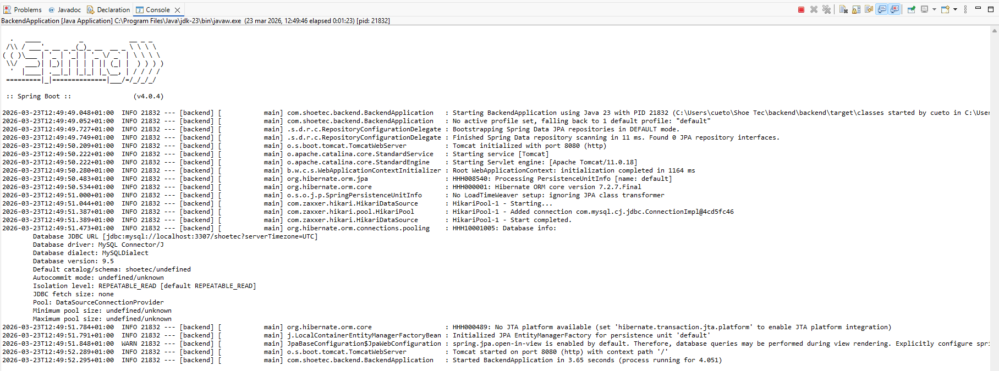 Problems @ Javadoc Declaration Console
BackendApplication [Java Application] C:\Program Files\Java\jdk-23\bin\javaw.exe (23 mar 2026, 12:49:46 elapsed 0:01:23) [pid: 21832]
  .   ____          _            __ _ _
 /\\ / ___'_ __ _ _(_)_ __  __ _ \ \ \ \
( ( )\___ | '_ | '_| | '_ \/ _` | \ \ \ \
 \\/  ___)| |_)| | | | | || (_| |  ) ) ) )
  '  |____| .__|_| |_|_| |_\__, | / / / /
 =========|_|==============|___/=/_/_/_/
 :: Spring Boot ::                (v4.0.4)
2026-03-23T12:49:49.048+01:00  INFO 21832 --- [backend] [           main] com.shoetec.backend.BackendApplication   : Starting BackendApplication using Java 23 with PID 21832 (C:\Users\cueto\Shoe Tec\backend\backend\target\classes started by cueto in C:\User
2026-03-23T12:49:49.052+01:00  INFO 21832 --- [backend] [           main] com.shoetec.backend.BackendApplication   : No active profile set, falling back to 1 default profile: "default"
2026-03-23T12:49:49.727+01:00  INFO 21832 --- [backend] [           main] .s.d.r.c.RepositoryConfigurationDelegate : Bootstrapping Spring Data JPA repositories in DEFAULT mode.
2026-03-23T12:49:49.749+01:00  INFO 21832 --- [backend] [           main] .s.d.r.c.RepositoryConfigurationDelegate : Finished Spring Data repository scanning in 11 ms. Found 0 JPA repository interfaces.
2026-03-23T12:49:50.209+01:00  INFO 21832 --- [backend] [           main] o.s.boot.tomcat.TomcatWebServer          : Tomcat initialized with port 8080 (http)
2026-03-23T12:49:50.222+01:00  INFO 21832 --- [backend] [           main] o.apache.catalina.core.StandardService   : Starting service [Tomcat]
2026-03-23T12:49:50.222+01:00  INFO 21832 --- [backend] [           main] o.apache.catalina.core.StandardEngine    : Starting Servlet engine: [Apache Tomcat/11.0.18]
2026-03-23T12:49:50.280+01:00  INFO 21832 --- [backend] [           main] b.w.c.s.WebApplicationContextInitializer : Root WebApplicationContext: initialization completed in 1164 ms
2026-03-23T12:49:50.483+01:00  INFO 21832 --- [backend] [           main] org.hibernate.orm.jpa                    : HHH008540: Processing PersistenceUnitInfo [name: default]
2026-03-23T12:49:50.534+01:00  INFO 21832 --- [backend] [           main] org.hibernate.orm.core                   : HHH000001: Hibernate ORM core version 7.2.7.Final
2026-03-23T12:49:51.000+01:00  INFO 21832 --- [backend] [           main] o.s.o.j.p.SpringPersistenceUnitInfo      : No LoadTimeWeaver setup: ignoring JPA class transformer
2026-03-23T12:49:51.044+01:00  INFO 21832 --- [backend] [           main] com.zaxxer.hikari.HikariDataSource       : HikariPool-1 - Starting...
2026-03-23T12:49:51.387+01:00  INFO 21832 --- [backend] [           main] com.zaxxer.hikari.pool.HikariPool        : HikariPool-1 - Added connection com.mysql.cj.jdbc.ConnectionImpl@4cd5fc46
2026-03-23T12:49:51.389+01:00  INFO 21832 --- [backend] [           main] com.zaxxer.hikari.HikariDataSource       : HikariPool-1 - Start completed.
2026-03-23T12:49:51.473+01:00  INFO 21832 --- [backend] [           main] org.hibernate.orm.connections.pooling    : HHH10001005: Database info:
Database JDBC URL [jdbc:mysql://localhost:3307/shoetec?serverTimezone=UTC]
Database driver: MySQL Connector/J
Database dialect: MySQLDialect
Database version: 9.5
Default catalog/schema: shoetec/undefined
Autocommit mode: undefined/unknown
Isolation level: REPEATABLE_READ [default REPEATABLE_READ]
JDBC fetch size: none
Pool: DataSourceConnectionProvider
Minimum pool size: undefined/unknown
Maximum pool size: undefined/unknown
2026-03-23T12:49:51.784+01:00  INFO 21832 --- [backend] [           main] org.hibernate.orm.core                   : HHH000489: No JTA platform available (set 'hibernate.transaction.jta.platform' to enable JTA platform integration)
2026-03-23T12:49:51.791+01:00  INFO 21832 --- [backend] [           main] j.LocalContainerEntityManagerFactoryBean : Initialized JPA EntityManagerFactory for persistence unit 'default'
2026-03-23T12:49:51.848+01:00  WARN 21832 --- [backend] [           main] JpaBaseConfiguration$JpaWebConfiguration : spring.jpa.open-in-view is enabled by default. Therefore, database queries may be performed during view rendering. Explicitly configure spri
2026-03-23T12:49:52.289+01:00  INFO 21832 --- [backend] [           main] o.s.boot.tomcat.TomcatWebServer          : Tomcat started on port 8080 (http) with context path '/'
2026-03-23T12:49:52.295+01:00  INFO 21832 --- [backend] [           main] com.shoetec.backend.BackendApplication   : Started BackendApplication in 3.65 seconds (process running for 4.051)